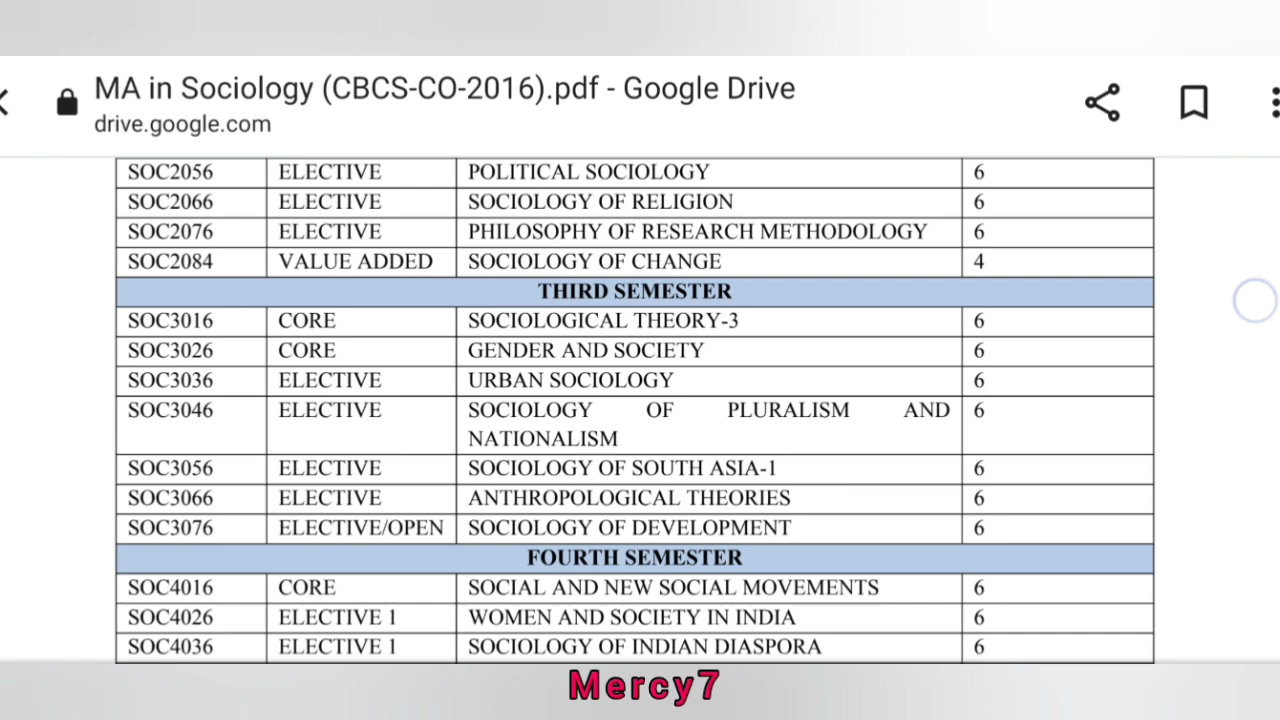 MA in Sociology (CBCS-CO-2016).pdf - Google Drive
drive.google.com
SOC2056 ELECTIVE POLITICAL SOCIOLOGY 6
SOC2066 ELECTIVE SOCIOLOGY OF RELIGION 6
SOC2076 ELECTIVE PHILOSOPHY OF RESEARCH METHODOLOGY 6
SOC2084 VALUE ADDED SOCIOLOGY OF CHANGE 4
THIRD SEMESTER
SOC3016 CORE SOCIOLOGICAL THEORY-3 6
SOC3026 CORE GENDER AND SOCIETY 6
SOC3036 ELECTIVE URBAN SOCIOLOGY 6
SOC3046 ELECTIVE SOCIOLOGY OF PLURALISM AND 6
NATIONALISM
SOC3056 ELECTIVE SOCIOLOGY OF SOUTH ASIA-1 6
SOC3066 ELECTIVE ANTHROPOLOGICAL THEORIES 6
SOC3076 ELECTIVE/OPEN SOCIOLOGY OF DEVELOPMENT 6
FOURTH SEMESTER
SOC4016 CORE SOCIAL AND NEW SOCIAL MOVEMENTS 6
SOC4026 ELECTIVE 1 WOMEN AND SOCIETY IN INDIA 6
SOC4036 ELECTIVE 1 SOCIOLOGY OF INDIAN DIASPORA 6
Mercy7